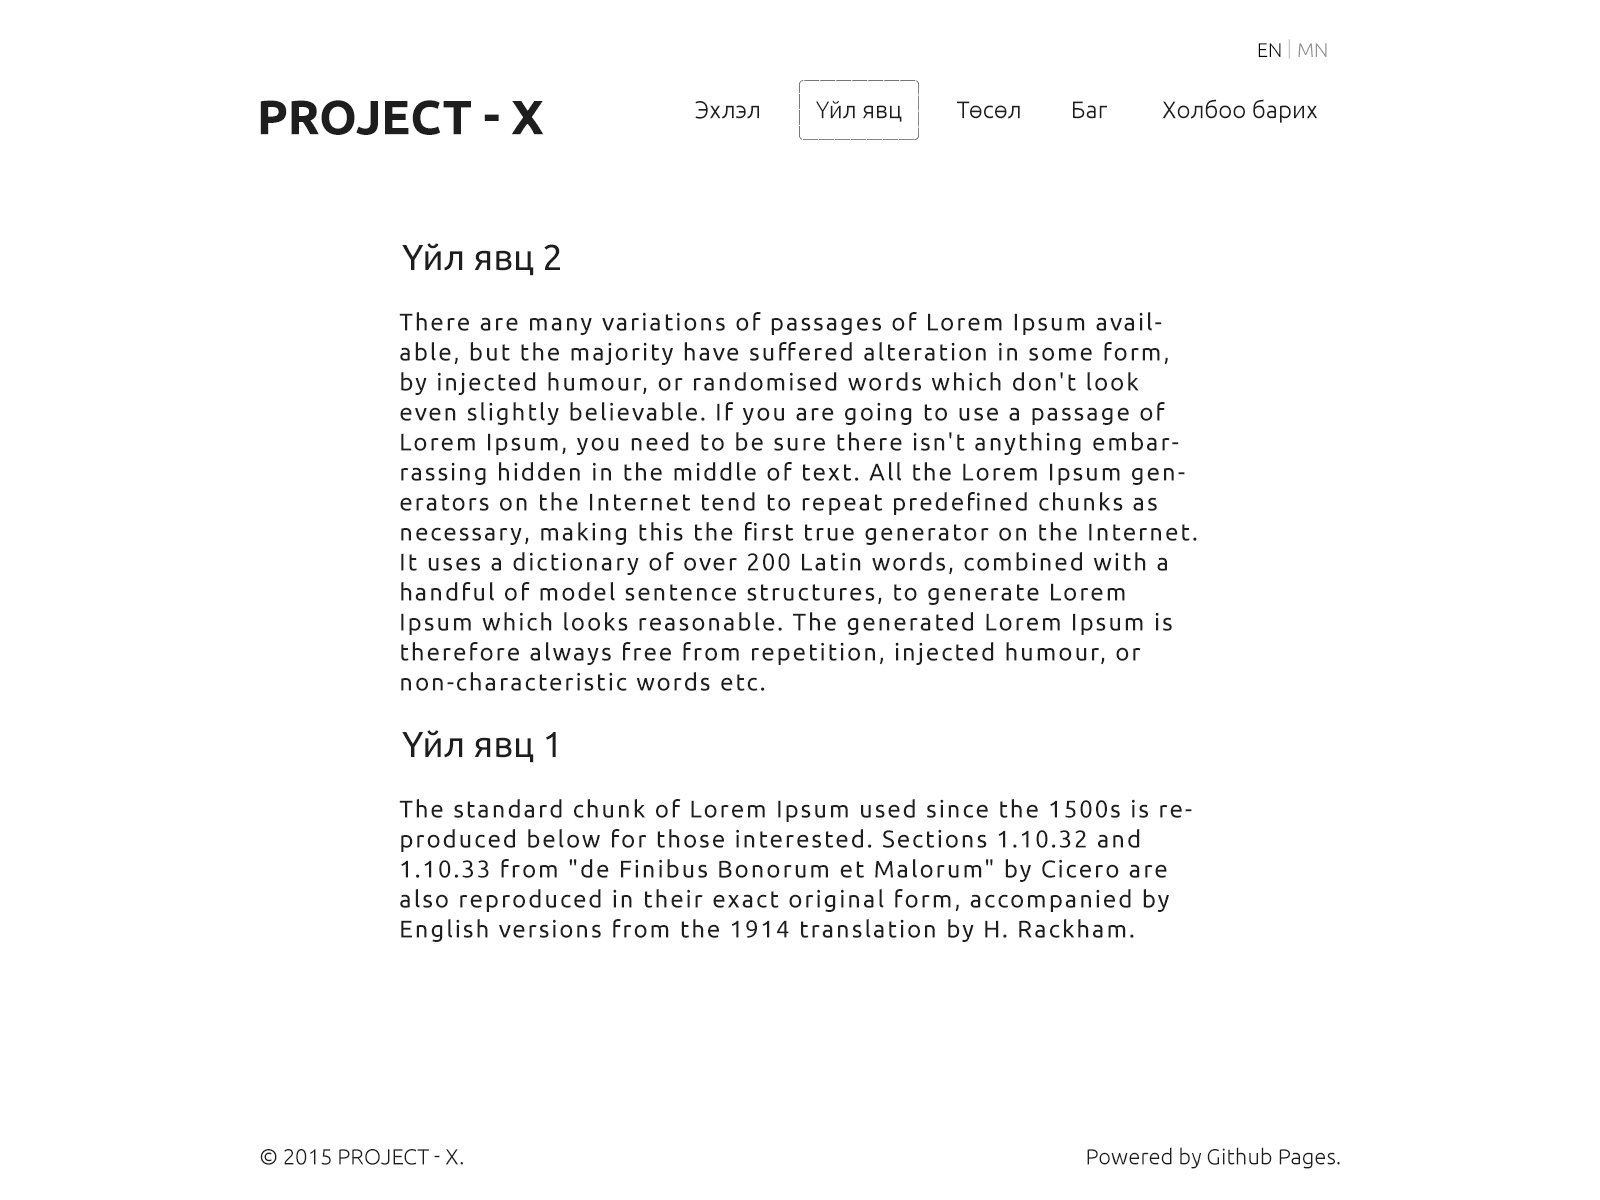 EN | MN
PROJECT - X
Эхлэл Үйл явц Төсөл Баг Холбоо барих
Үйл явц 2
There are many variations of passages of Lorem Ipsum avail-
able, but the majority have suffered alteration in some form,
by injected humour, or randomised words which don't look
even slightly believable. If you are going to use a passage of
Lorem Ipsum, you need to be sure there isn't anything embar-
rassing hidden in the middle of text. All the Lorem Ipsum gen-
erators on the Internet tend to repeat predefined chunks as
necessary, making this the first true generator on the Internet.
It uses a dictionary of over 200 Latin words, combined with a
handful of model sentence structures, to generate Lorem
Ipsum which looks reasonable. The generated Lorem Ipsum is
therefore always free from repetition, injected humour, or
non-characteristic words etc.
Үйл явц 1
The standard chunk of Lorem Ipsum used since the 1500s is re-
produced below for those interested. Sections 1.10.32 and
1.10.33 from "de Finibus Bonorum et Malorum" by Cicero are
also reproduced in their exact original form, accompanied by
English versions from the 1914 translation by H. Rackham.
© 2015 PROJECT - X.
Powered by Github Pages.